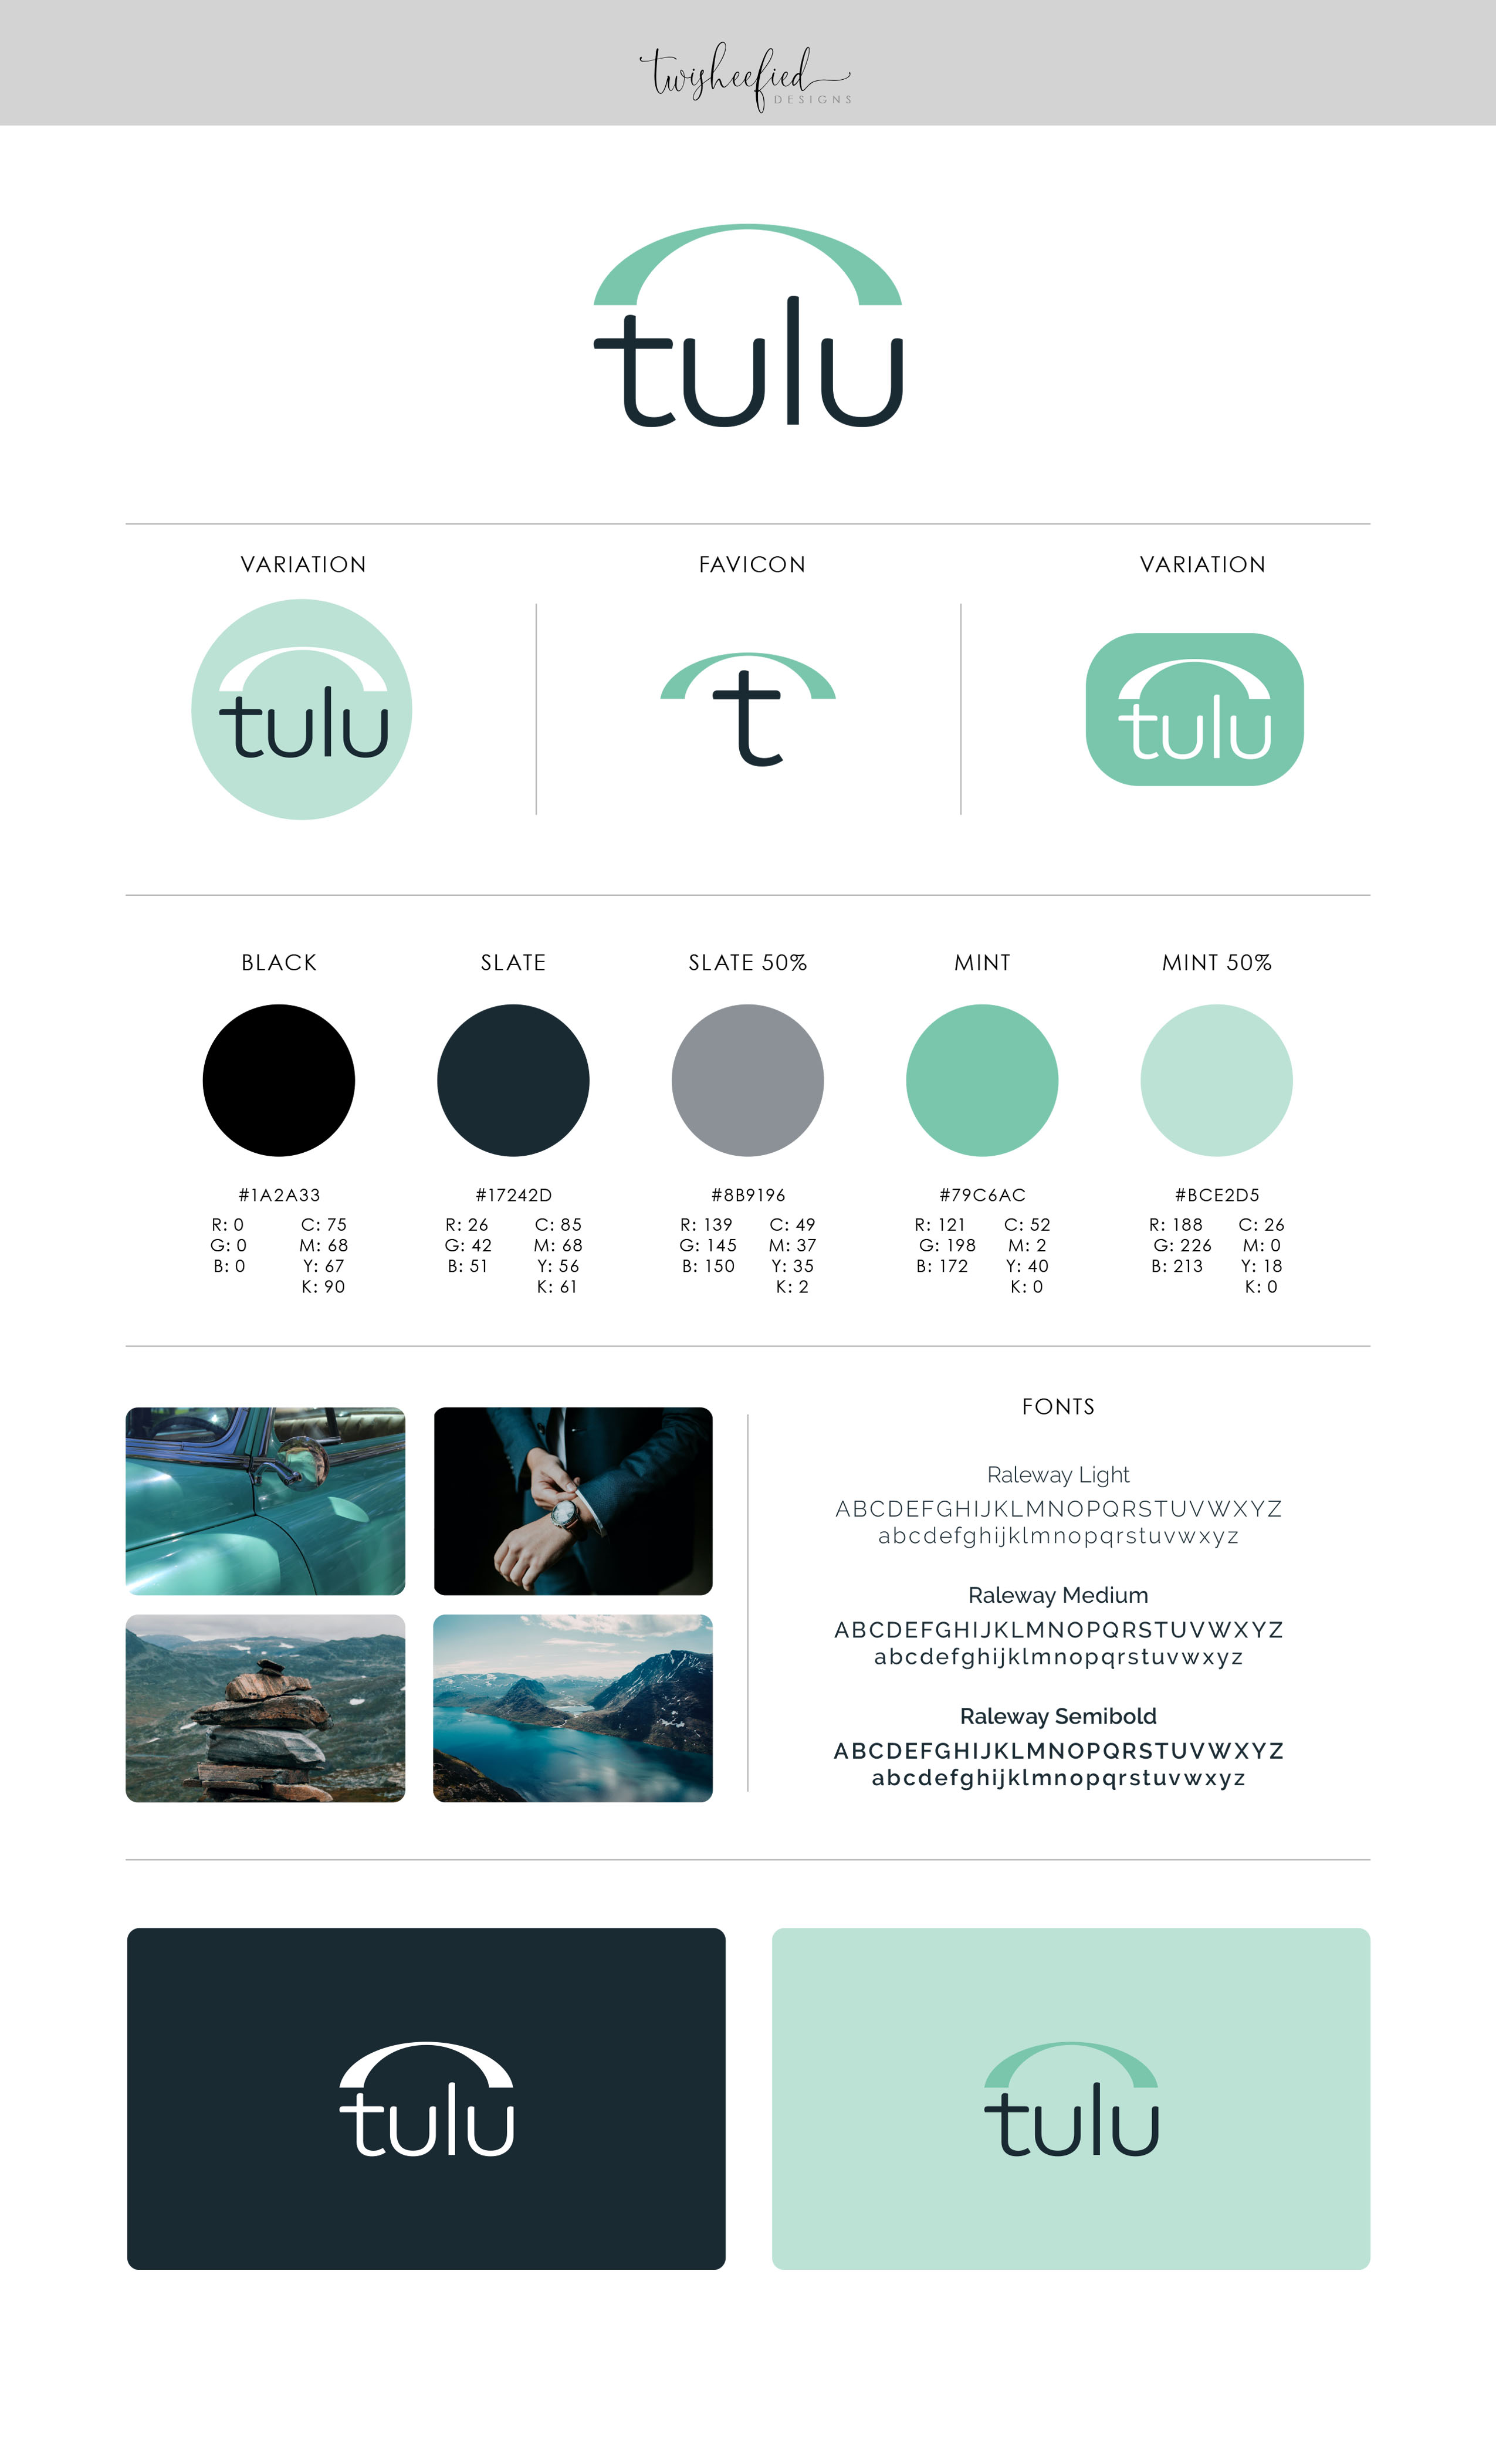 twisheefied
DESIGNS
tulu
VARIATION
FAVICON
VARIATION
tulu
t
tulu
BLACK
SLATE
SLATE 50%
MINT
MINT 50%
#1A2A33
R: 0 C: 75
G: 0 M: 68
B: 0 Y: 67
K: 90
#17242D
R: 26 C: 85
G: 42 M: 68
B: 51 Y: 56
K: 61
#8B9196
R: 139 C: 49
G: 145 M: 37
B: 150 Y: 35
K: 2
#79C6AC
R: 121 C: 52
G: 198 M: 2
B: 172 Y: 40
K: 0
#BCE2D5
R: 188 C: 26
G: 226 M: 0
B: 213 Y: 18
K: 0
FONTS
Raleway Light
ABCDEFGHIJKLMNOPQRSTUVWXYZ
abcdefghijklmnopqrstuvwxyz
Raleway Medium
ABCDEFGHIJKLMNOPQRSTUVWXYZ
abcdefghijklmnopqrstuvwxyz
Raleway Semibold
ABCDEFGHIJKLMNOPQRSTUVWXYZ
abcdefghijklmnopqrstuvwxyz
tulu
tulu